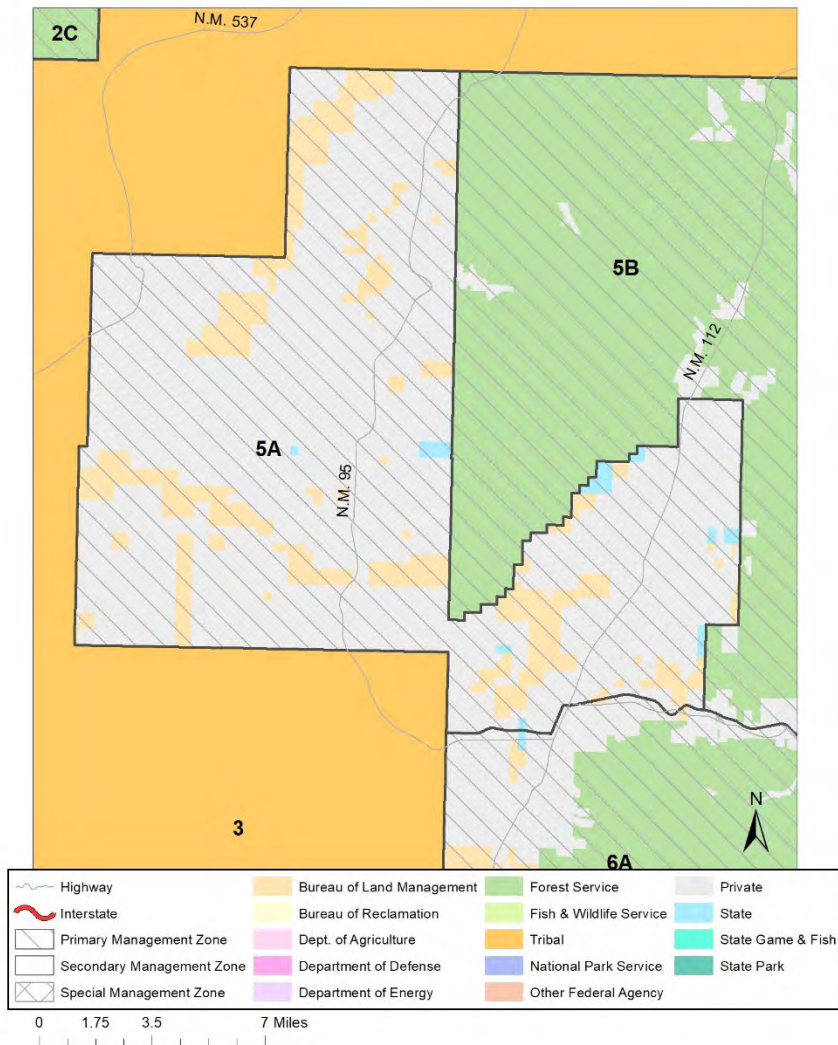 2C
N.M. 537
5B
N.M. 112
5A
N.M. 95
3
N
6A
Highway
Interstate
Primary Management Zone
Secondary Management Zone
Special Management Zone
Bureau of Land Management
Bureau of Reclamation
Dept. of Agriculture
Department of Defense
Department of Energy
Forest Service
Fish & Wildlife Service
Tribal
National Park Service
Other Federal Agency
Private
State
State Game & Fish
State Park
0 1.75 3.5 7 Miles